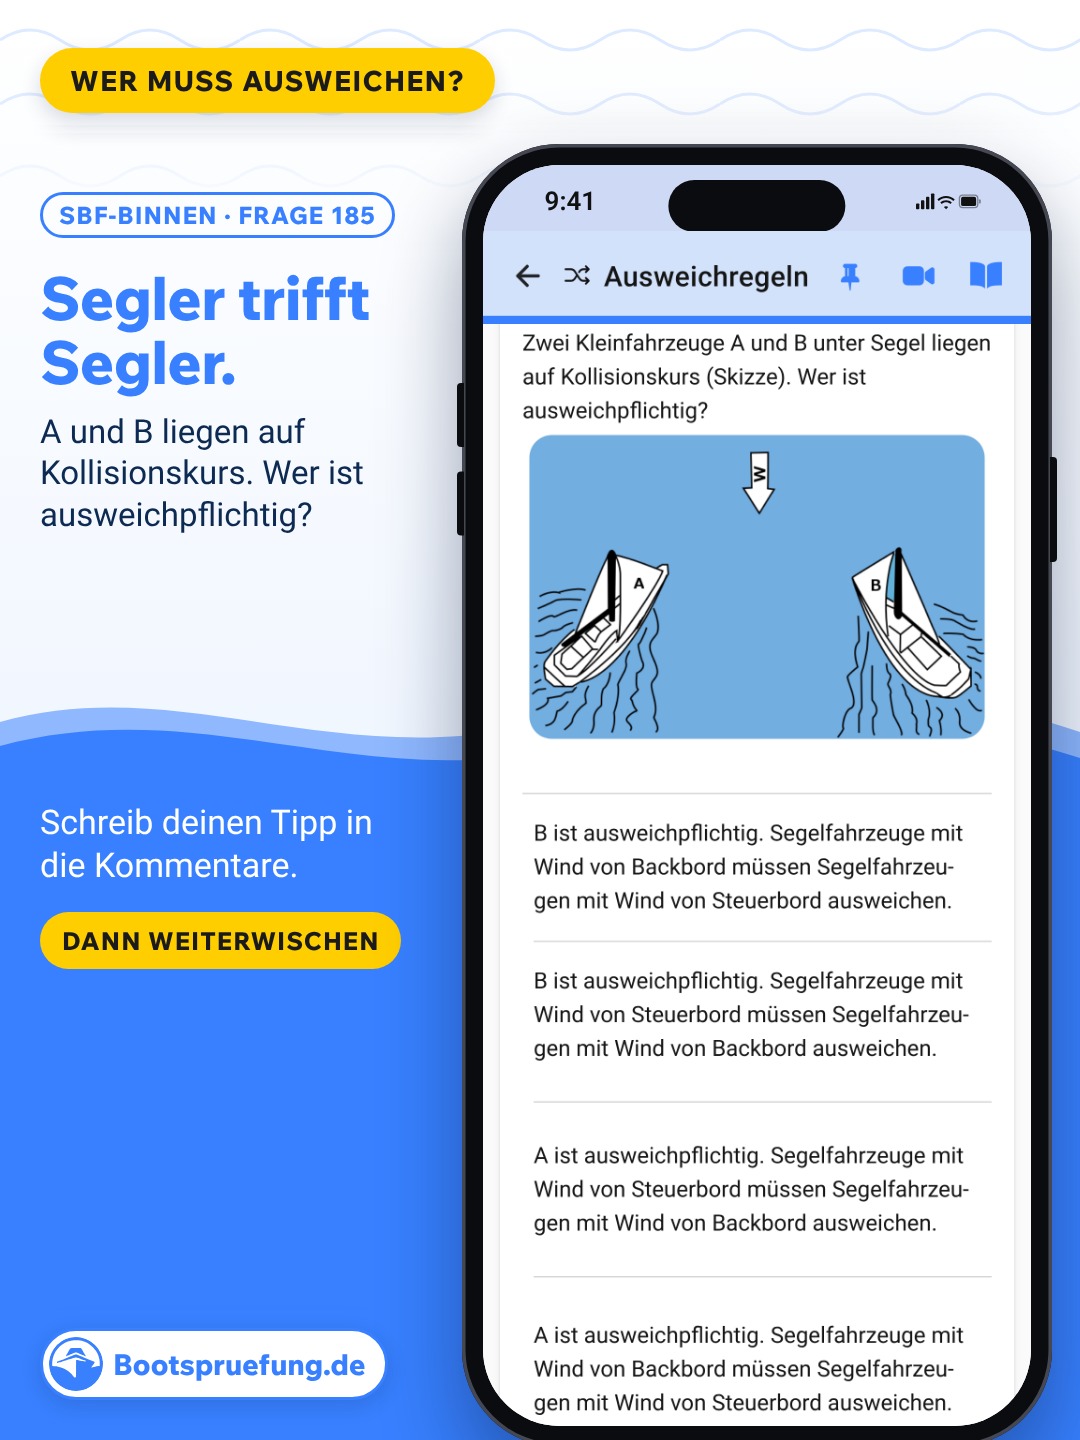 WER MUSS AUSWEICHEN?
SBF-BINNEN · FRAGE 185
Segler trifft
Segler.
A und B liegen auf
Kollisionskurs. Wer ist
ausweichpflichtig?
Schreib deinen Tipp in
die Kommentare.
DANN WEITERWISCHEN
Bootspruefung.de
9:41
Ausweichregeln
Zwei Kleinfahrzeuge A und B unter Segel liegen
auf Kollisionskurs (Skizze). Wer ist
ausweichpflichtig?
W
A
B
B ist ausweichpflichtig. Segelfahrzeuge mit
Wind von Backbord müssen Segelfahrzeu-
gen mit Wind von Steuerbord ausweichen.
B ist ausweichpflichtig. Segelfahrzeuge mit
Wind von Steuerbord müssen Segelfahrzeu-
gen mit Wind von Backbord ausweichen.
A ist ausweichpflichtig. Segelfahrzeuge mit
Wind von Steuerbord müssen Segelfahrzeu-
gen mit Wind von Backbord ausweichen.
A ist ausweichpflichtig. Segelfahrzeuge mit
Wind von Backbord müssen Segelfahrzeu-
gen mit Wind von Steuerbord ausweichen.